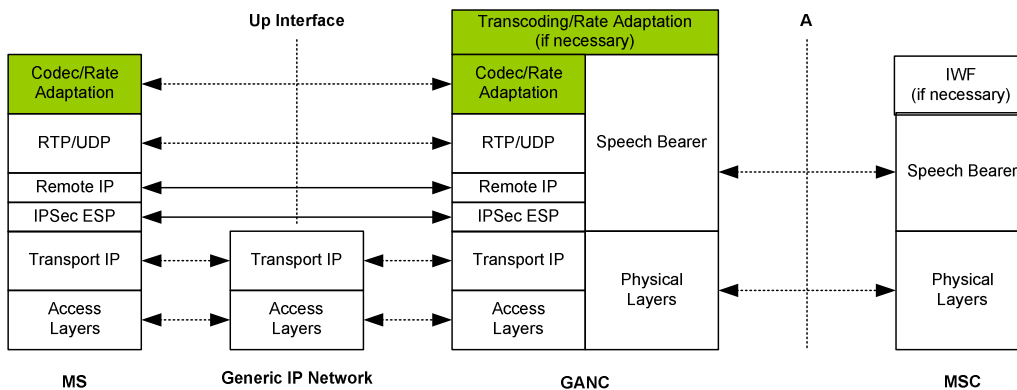 Up Interface
Transcoding/Rate Adaptation
(if necessary)
A
Codec/Rate
Adaptation
Codec/Rate
Adaptation
IWF
(if necessary)
RTP/UDP
RTP/UDP
Speech Bearer
Speech Bearer
Remote IP
Remote IP
IPSec ESP
IPSec ESP
Transport IP
Transport IP
Transport IP
Physical
Layers
Physical
Layers
Access
Layers
Access
Layers
Access
Layers
MS
Generic IP Network
GANC
MSC